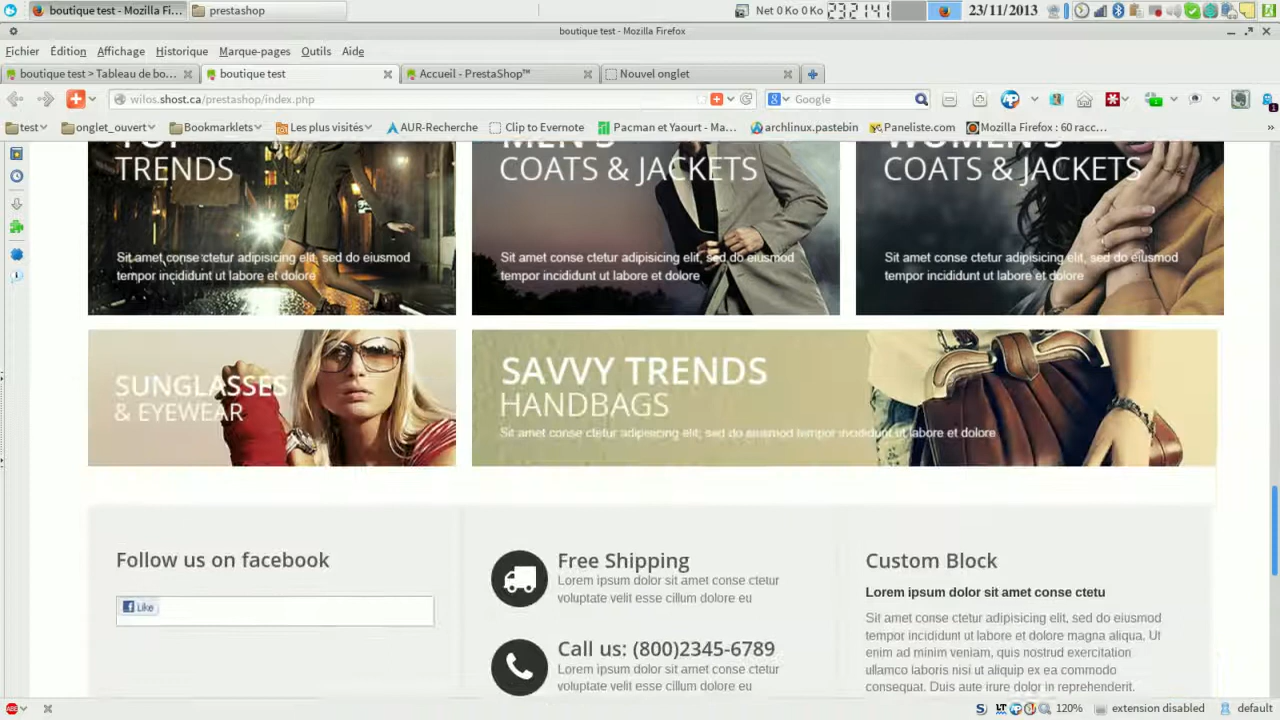 boutique test - Mozilla Fi...
prestashop
Net 0 Ko 0 Ko
23:21:41
23/11/2013
boutique test - Mozilla Firefox
Fichier Édition Affichage Historique Marque-pages Outils Aide
boutique test > Tableau de bo...
boutique test
Accueil - PrestaShop™
Nouvel onglet
wilos.shost.ca/prestashop/index.php
Google
test
onglet_ouvert
Bookmarklets
Les plus visités
AUR-Recherche
Clip to Evernote
Pacman et Yaourt - Ma...
archlinux.pastebin
Paneliste.com
Mozilla Firefox : 60 racc...
TOP
TRENDS
Sit amet conse ctetur adipisicing elit, sed do eiusmod
tempor incididunt ut labore et dolore
MEN'S
COATS & JACKETS
Sit amet conse ctetur adipisicing elit, sed do eiusmod
tempor incididunt ut labore et dolore
WOMEN'S
COATS & JACKETS
Sit amet conse ctetur adipisicing elit, sed do eiusmod
tempor incididunt ut labore et dolore
SUNGLASSES
& EYEWEAR
SAVVY TRENDS
HANDBAGS
Sit amet conse ctetur adipisicing elit, sed do eiusmod tempor incididunt ut labore et dolore
Follow us on facebook
Like
Free Shipping
Lorem ipsum dolor sit amet conse ctetur
voluptate velit esse cillum dolore eu
Call us: (800)2345-6789
Lorem ipsum dolor sit amet conse ctetur
voluptate velit esse cillum dolore eu
Custom Block
Lorem ipsum dolor sit amet conse ctetu
Sit amet conse ctetur adipisicing elit, sed do eiusmod
tempor incididunt ut labore et dolore magna aliqua. Ut
enim ad minim veniam, quis nostrud exercitation
ullamco laboris nisi ut aliquip ex ea commodo
consequat. Duis aute irure dolor in reprehenderit.
ABP
120%
extension disabled
default